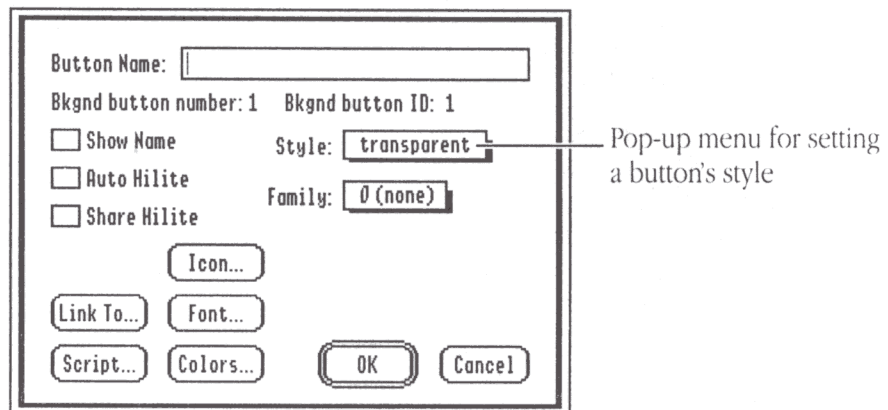 Button Name:
Bkgnd button number: 1 Bkgnd button ID: 1
Show Name
Style: transparent
Auto Hilite
Family: 0 (none)
Share Hilite
Icon...
Link To... Font...
Script... Colors... OK Cancel
Pop-up menu for setting
a button's style